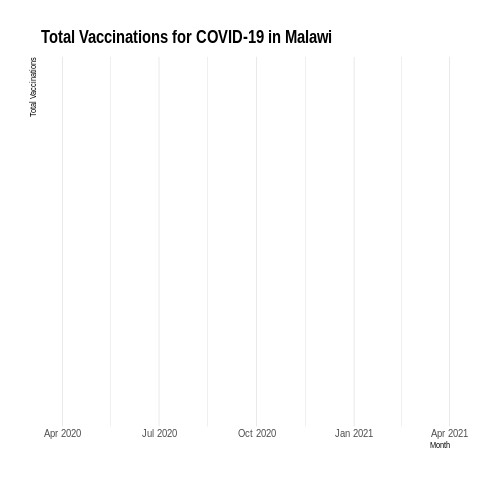 Total Vaccinations for COVID-19 in Malawi
Total Vaccinations
Apr 2020 Jul 2020 Oct 2020 Jan 2021 Apr 2021
Month